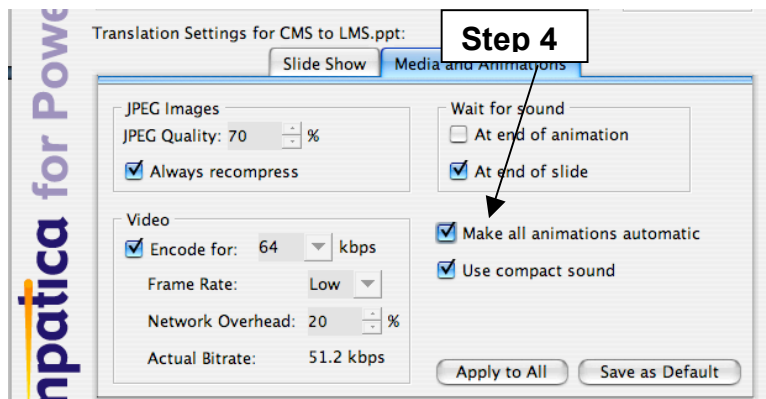 Translation Settings for CMS to LMS.ppt:
Step 4
Slide Show
Media and Animations
JPEG Images
JPEG Quality: 70 %
Always recompress
Wait for sound
At end of animation
At end of slide
Video
Encode for: 64 kbps
Frame Rate: Low
Network Overhead: 20 %
Actual Bitrate: 51.2 kbps
Make all animations automatic
Use compact sound
Apply to All
Save as Default
npatica for Powe